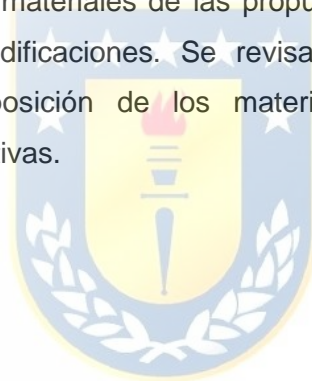 materiales de las propu
dificaciones. Se revisa
posición de los materi
ivas.